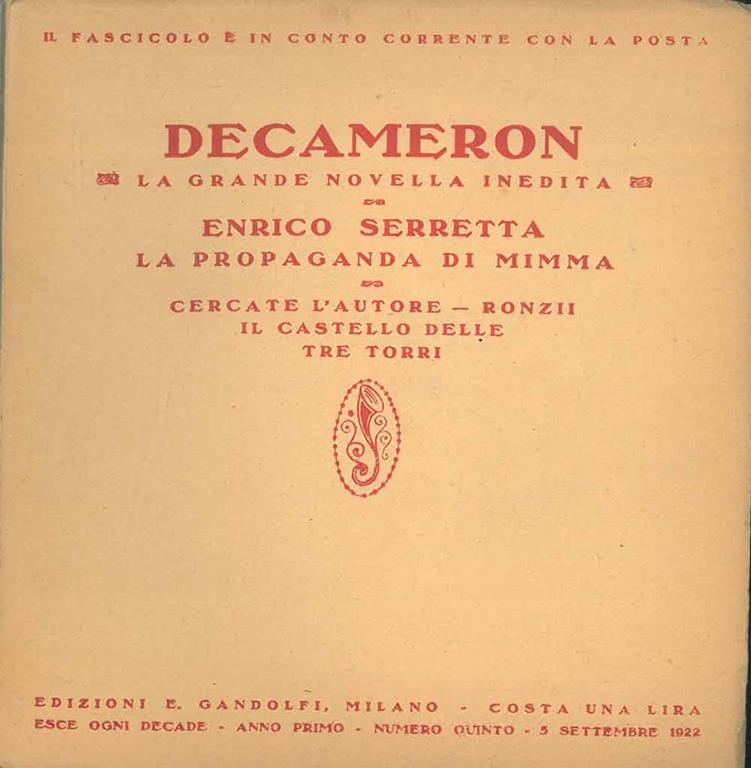 IL FASCICOLO È IN CONTO CORRENTE CON LA POSTA
DECAMERON
LA GRANDE NOVELLA INEDITA
ENRICO SERRETTA
LA PROPAGANDA DI MIMMA
CERCATE L'AUTORE — RONZII
IL CASTELLO DELLE
TRE TORRI
EDIZIONI E. GANDOLFI, MILANO - COSTA UNA LIRA
ESCE OGNI DECADE - ANNO PRIMO - NUMERO QUINTO - 5 SETTEMBRE 1922